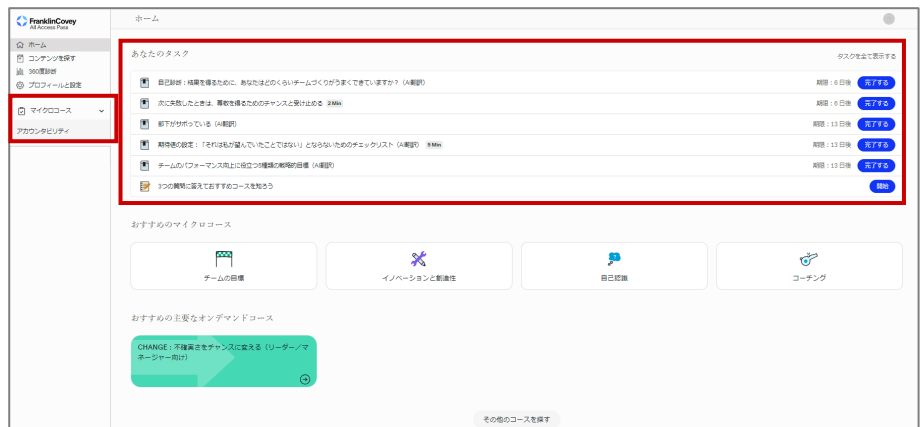 FranklinCovey
All Access Pass
ホーム
コンテンツを探す
360度診断
プロフィールと設定
マイクロコース
アカウンタビリティ
ホーム
あなたのタスク
タスクを全て表示する
自己診断：結果を得るために、あなたはどのくらいチームづくりがうまくできていますか？（AI翻訳）
期限：6 日後 完了する
次に失敗したときは、尊敬を得るためのチャンスと受け止める 2 Min
期限：6 日後 完了する
部下がサボっている（AI翻訳）
期限：13 日後 完了する
期待値の設定：「それは私が望んでいたことではない」とならないためのチェックリスト（AI翻訳） 5 Min
期限：13 日後 完了する
チームのパフォーマンス向上に役立つ5種類の戦略的目標（AI翻訳）
期限：13 日後 完了する
3つの質問に答えておすすめコースを知ろう
開始
おすすめのマイクロコース
チームの目標
イノベーションと創造性
自己認識
コーチング
おすすめの主要なオンデマンドコース
CHANGE：不確実さをチャンスに変える（リーダー／マ
ネージャー向け）
その他のコースを探す